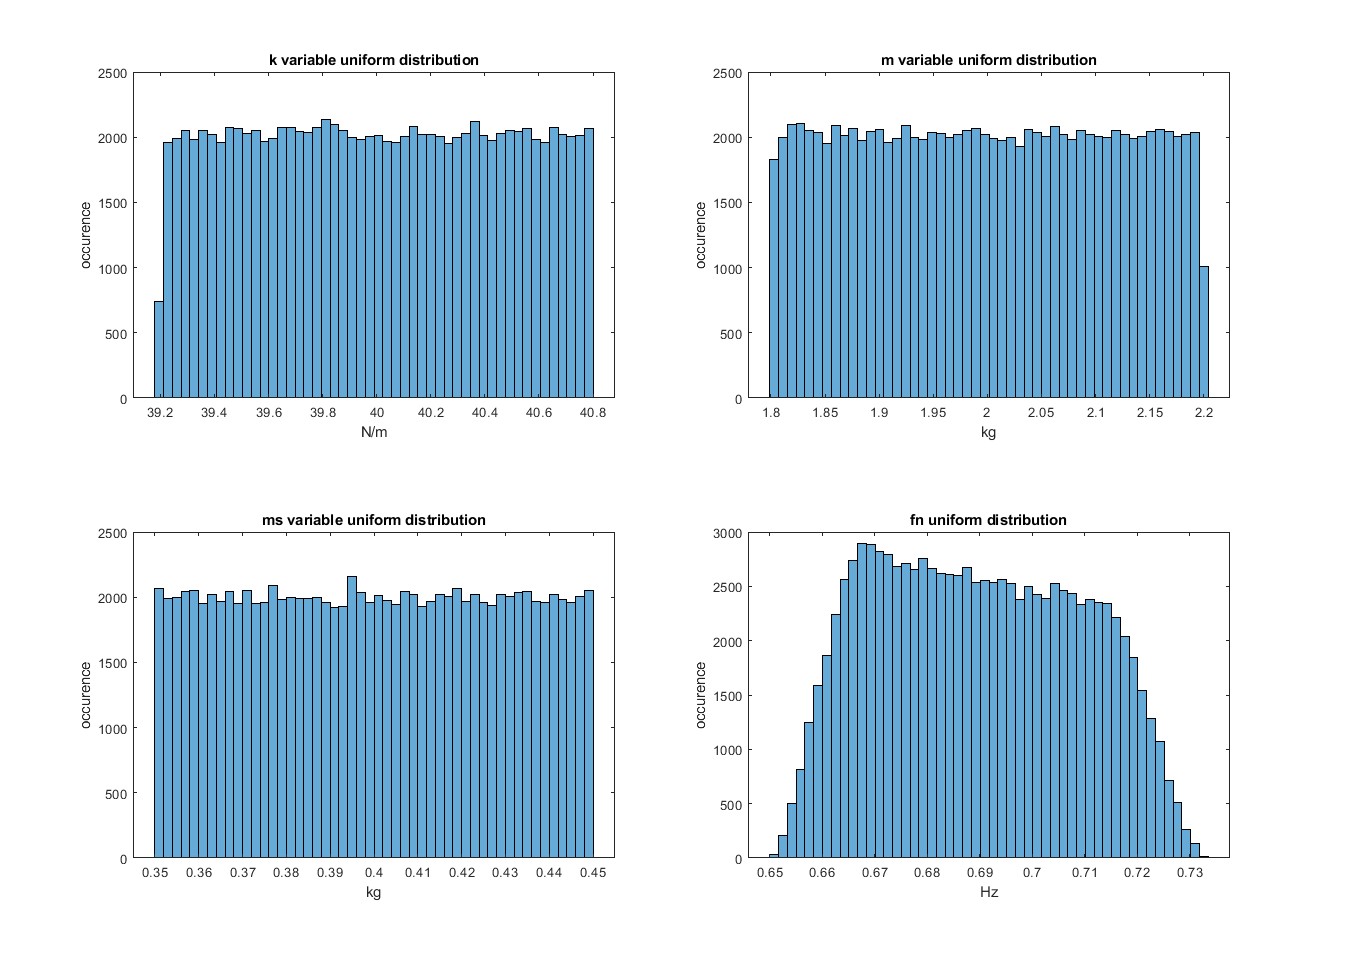 k variable uniform distribution
2500
2000
1500
1000
500
0
occurence
39.2 39.4 39.6 39.8 40 40.2 40.4 40.6 40.8
N/m
m variable uniform distribution
2500
2000
1500
1000
500
0
occurence
1.8 1.85 1.9 1.95 2 2.05 2.1 2.15 2.2
kg
ms variable uniform distribution
2500
2000
1500
1000
500
0
occurence
0.35 0.36 0.37 0.38 0.39 0.4 0.41 0.42 0.43 0.44 0.45
kg
fn uniform distribution
3000
2500
2000
1500
1000
500
0
occurence
0.65 0.66 0.67 0.68 0.69 0.7 0.71 0.72 0.73
Hz